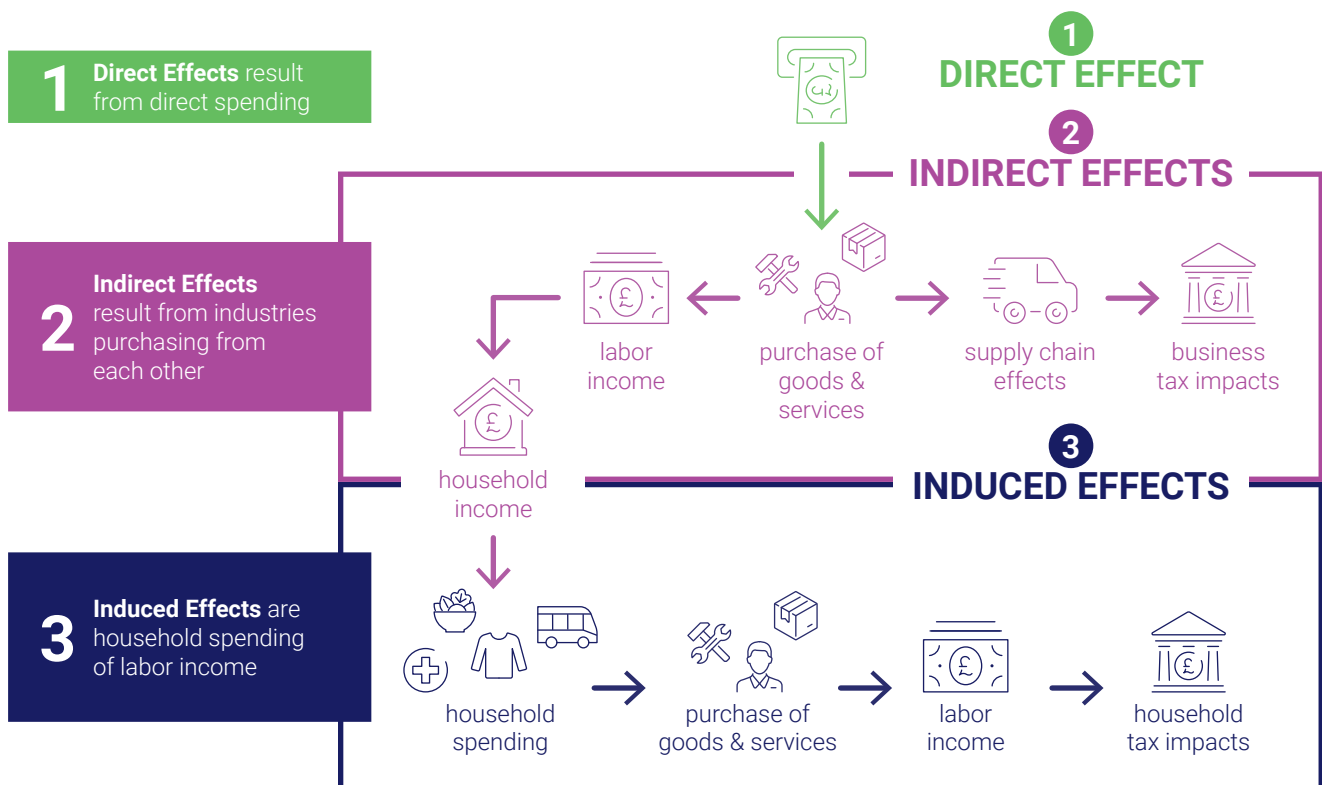 1
Direct Effects result
from direct spending
1
DIRECT EFFECT
£
2
INDIRECT EFFECTS
2
Indirect Effects
result from industries
purchasing from
each other
£
labor
income
purchase of
goods &
services
supply chain
effects
£
business
tax impacts
£
household
income
3
INDUCED EFFECTS
3
Induced Effects are
household spending
of labor income
household
spending
purchase of
goods & services
£
labor
income
£
household
tax impacts